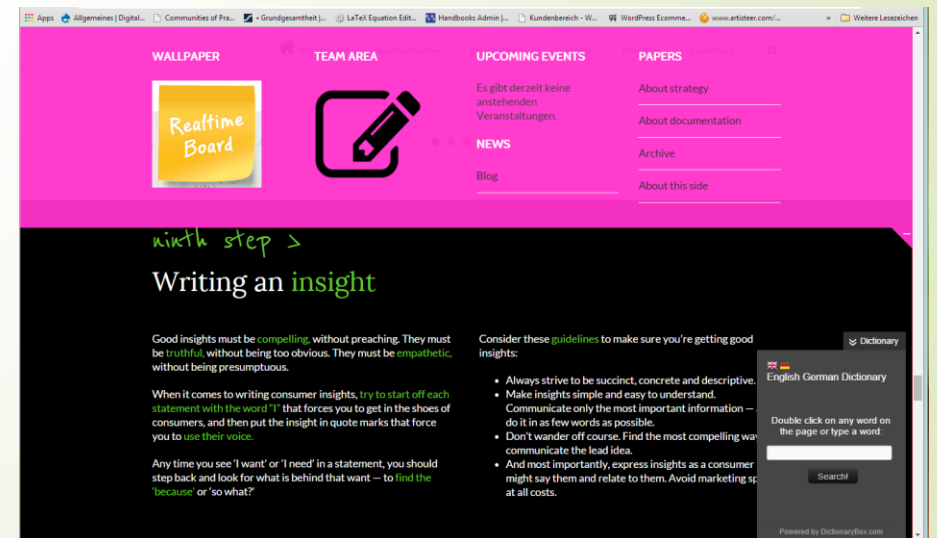 Apps Allgemeines | Digital... Communities of Pra... Grundgesamtheit |... LaTeX Equation Edit... Handbooks Admin |... Kundenbereich - W... WordPress Ecomme... www.artisteer.com/... » Weitere Lesezeichen
WALLPAPER
Realtime
Board
TEAM AREA
UPCOMING EVENTS
Es gibt derzeit keine
anstehenden
Veranstaltungen.
NEWS
Blog
PAPERS
About strategy
About documentation
Archive
About this side
ninth step >
Writing an insight
Good insights must be compelling, without preaching. They must
be truthful, without being too obvious. They must be empathetic,
without being presumptuous.
When it comes to writing consumer insights, try to start off each
statement with the word "I" that forces you to get in the shoes of
consumers, and then put the insight in quote marks that force
you to use their voice.
Any time you see 'I want' or 'I need' in a statement, you should
step back and look for what is behind that want — to find the
'because' or 'so what?'
Consider these guidelines to make sure you're getting good
insights:
• Always strive to be succinct, concrete and descriptive.
• Make insights simple and easy to understand.
Communicate only the most important information —
do it in as few words as possible.
• Don't wander off course. Find the most compelling way
communicate the lead idea.
• And most importantly, express insights as a consumer
might say them and relate to them. Avoid marketing sp
at all costs.
Dictionary
English German Dictionary
Double click on any word on
the page or type a word:
Search!
Powered by DictionaryBox.com